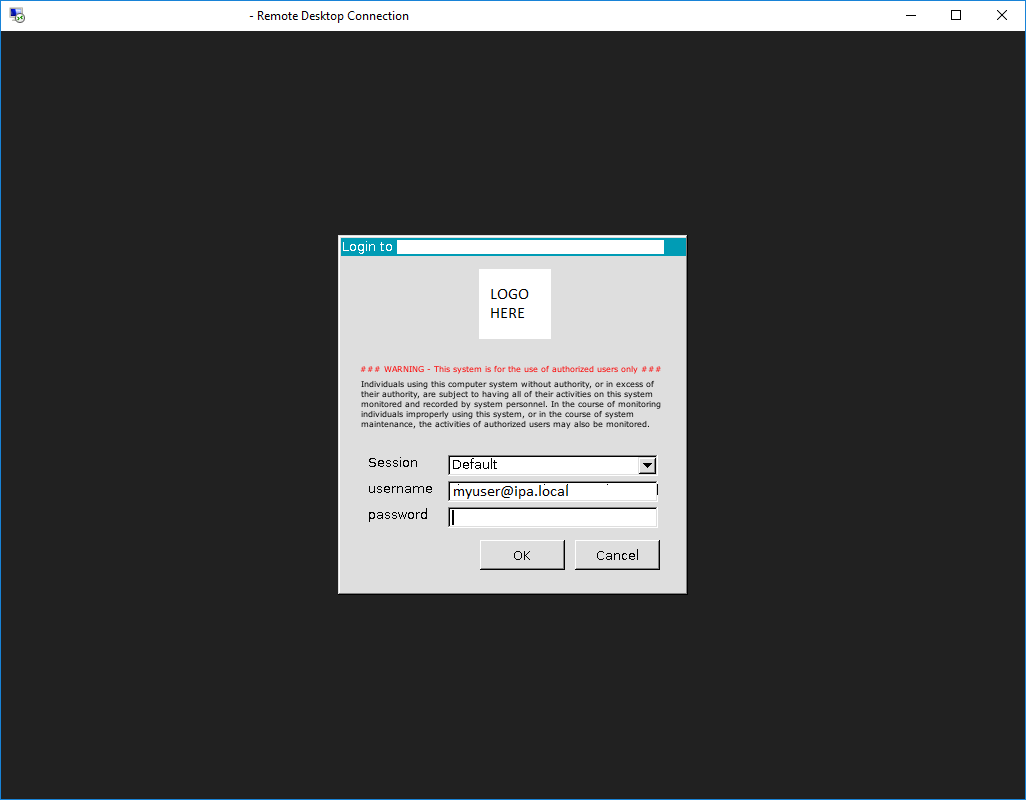 - Remote Desktop Connection
Login to
LOGO
HERE
### WARNING - This system is for the use of authorized users only ###
Individuals using this computer system without authority, or in excess of
their authority, are subject to having all of their activities on this system
monitored and recorded by system personnel. In the course of monitoring
individuals improperly using this system, or in the course of system
maintenance, the activities of authorized users may also be monitored.
Session Default
username myuser@ipa.local
password
OK Cancel